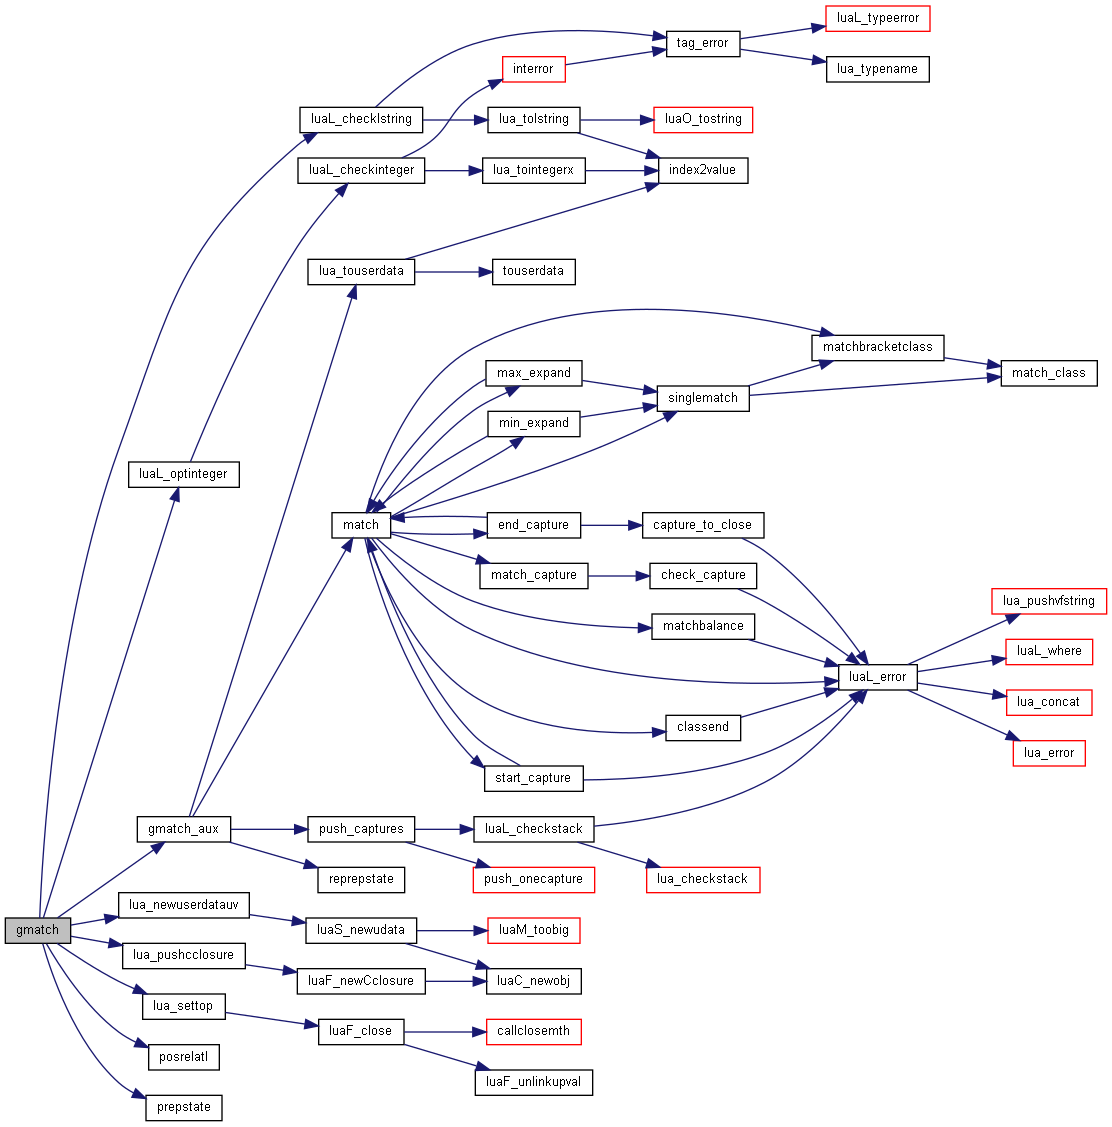 luaL_typeerror
tag_error
interror
lua_typename
luaL_checklstring
lua_tolstring
luaO_tostring
luaL_checkinteger
lua_tointegerx
index2value
lua_touserdata
touserdata
matchbracketclass
max_expand
match_class
singlematch
min_expand
luaL_optinteger
match
end_capture
capture_to_close
match_capture
check_capture
lua_pushvfstring
matchbalance
luaL_where
luaL_error
lua_concat
classend
lua_error
start_capture
gmatch_aux
push_captures
luaL_checkstack
reprepstate
push_onecapture
lua_checkstack
lua_newuserdatauv
gmatch
luaS_newudata
luaM_toobig
lua_pushcclosure
luaF_newCclosure
luaC_newobj
lua_settop
luaF_close
callclosemth
posrelatI
luaF_unlinkupval
prepstate